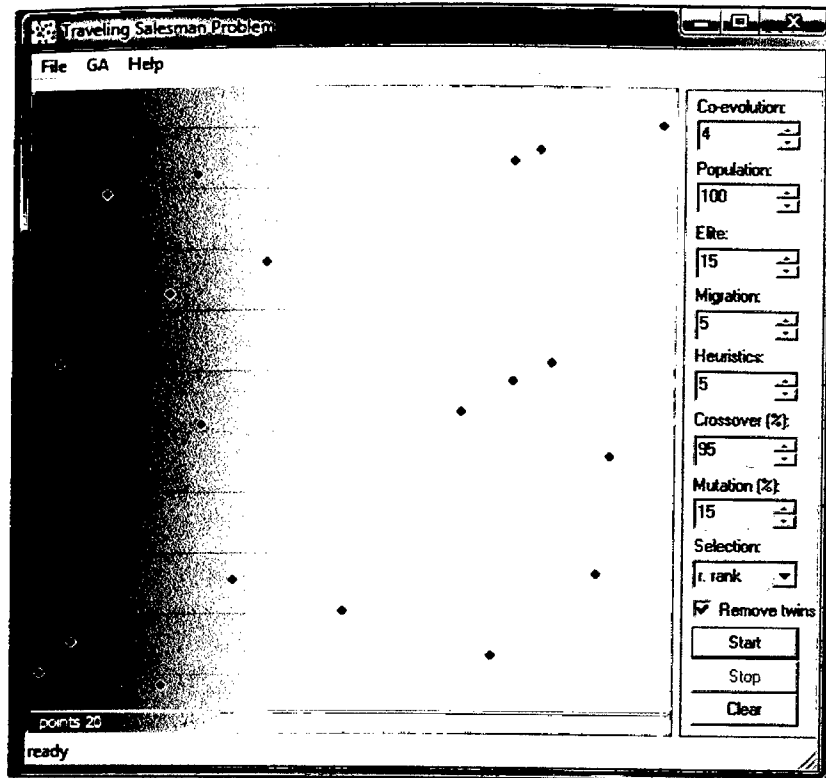 Traveling Salesman Problem
File GA Help
Co-evolution:
4
Population:
100
Elite:
15
Migration:
5
Heuristics:
5
Crossover (%):
95
Mutation (%):
15
Selection:
r. rank
Remove twins
Start
Stop
Clear
points 20
ready